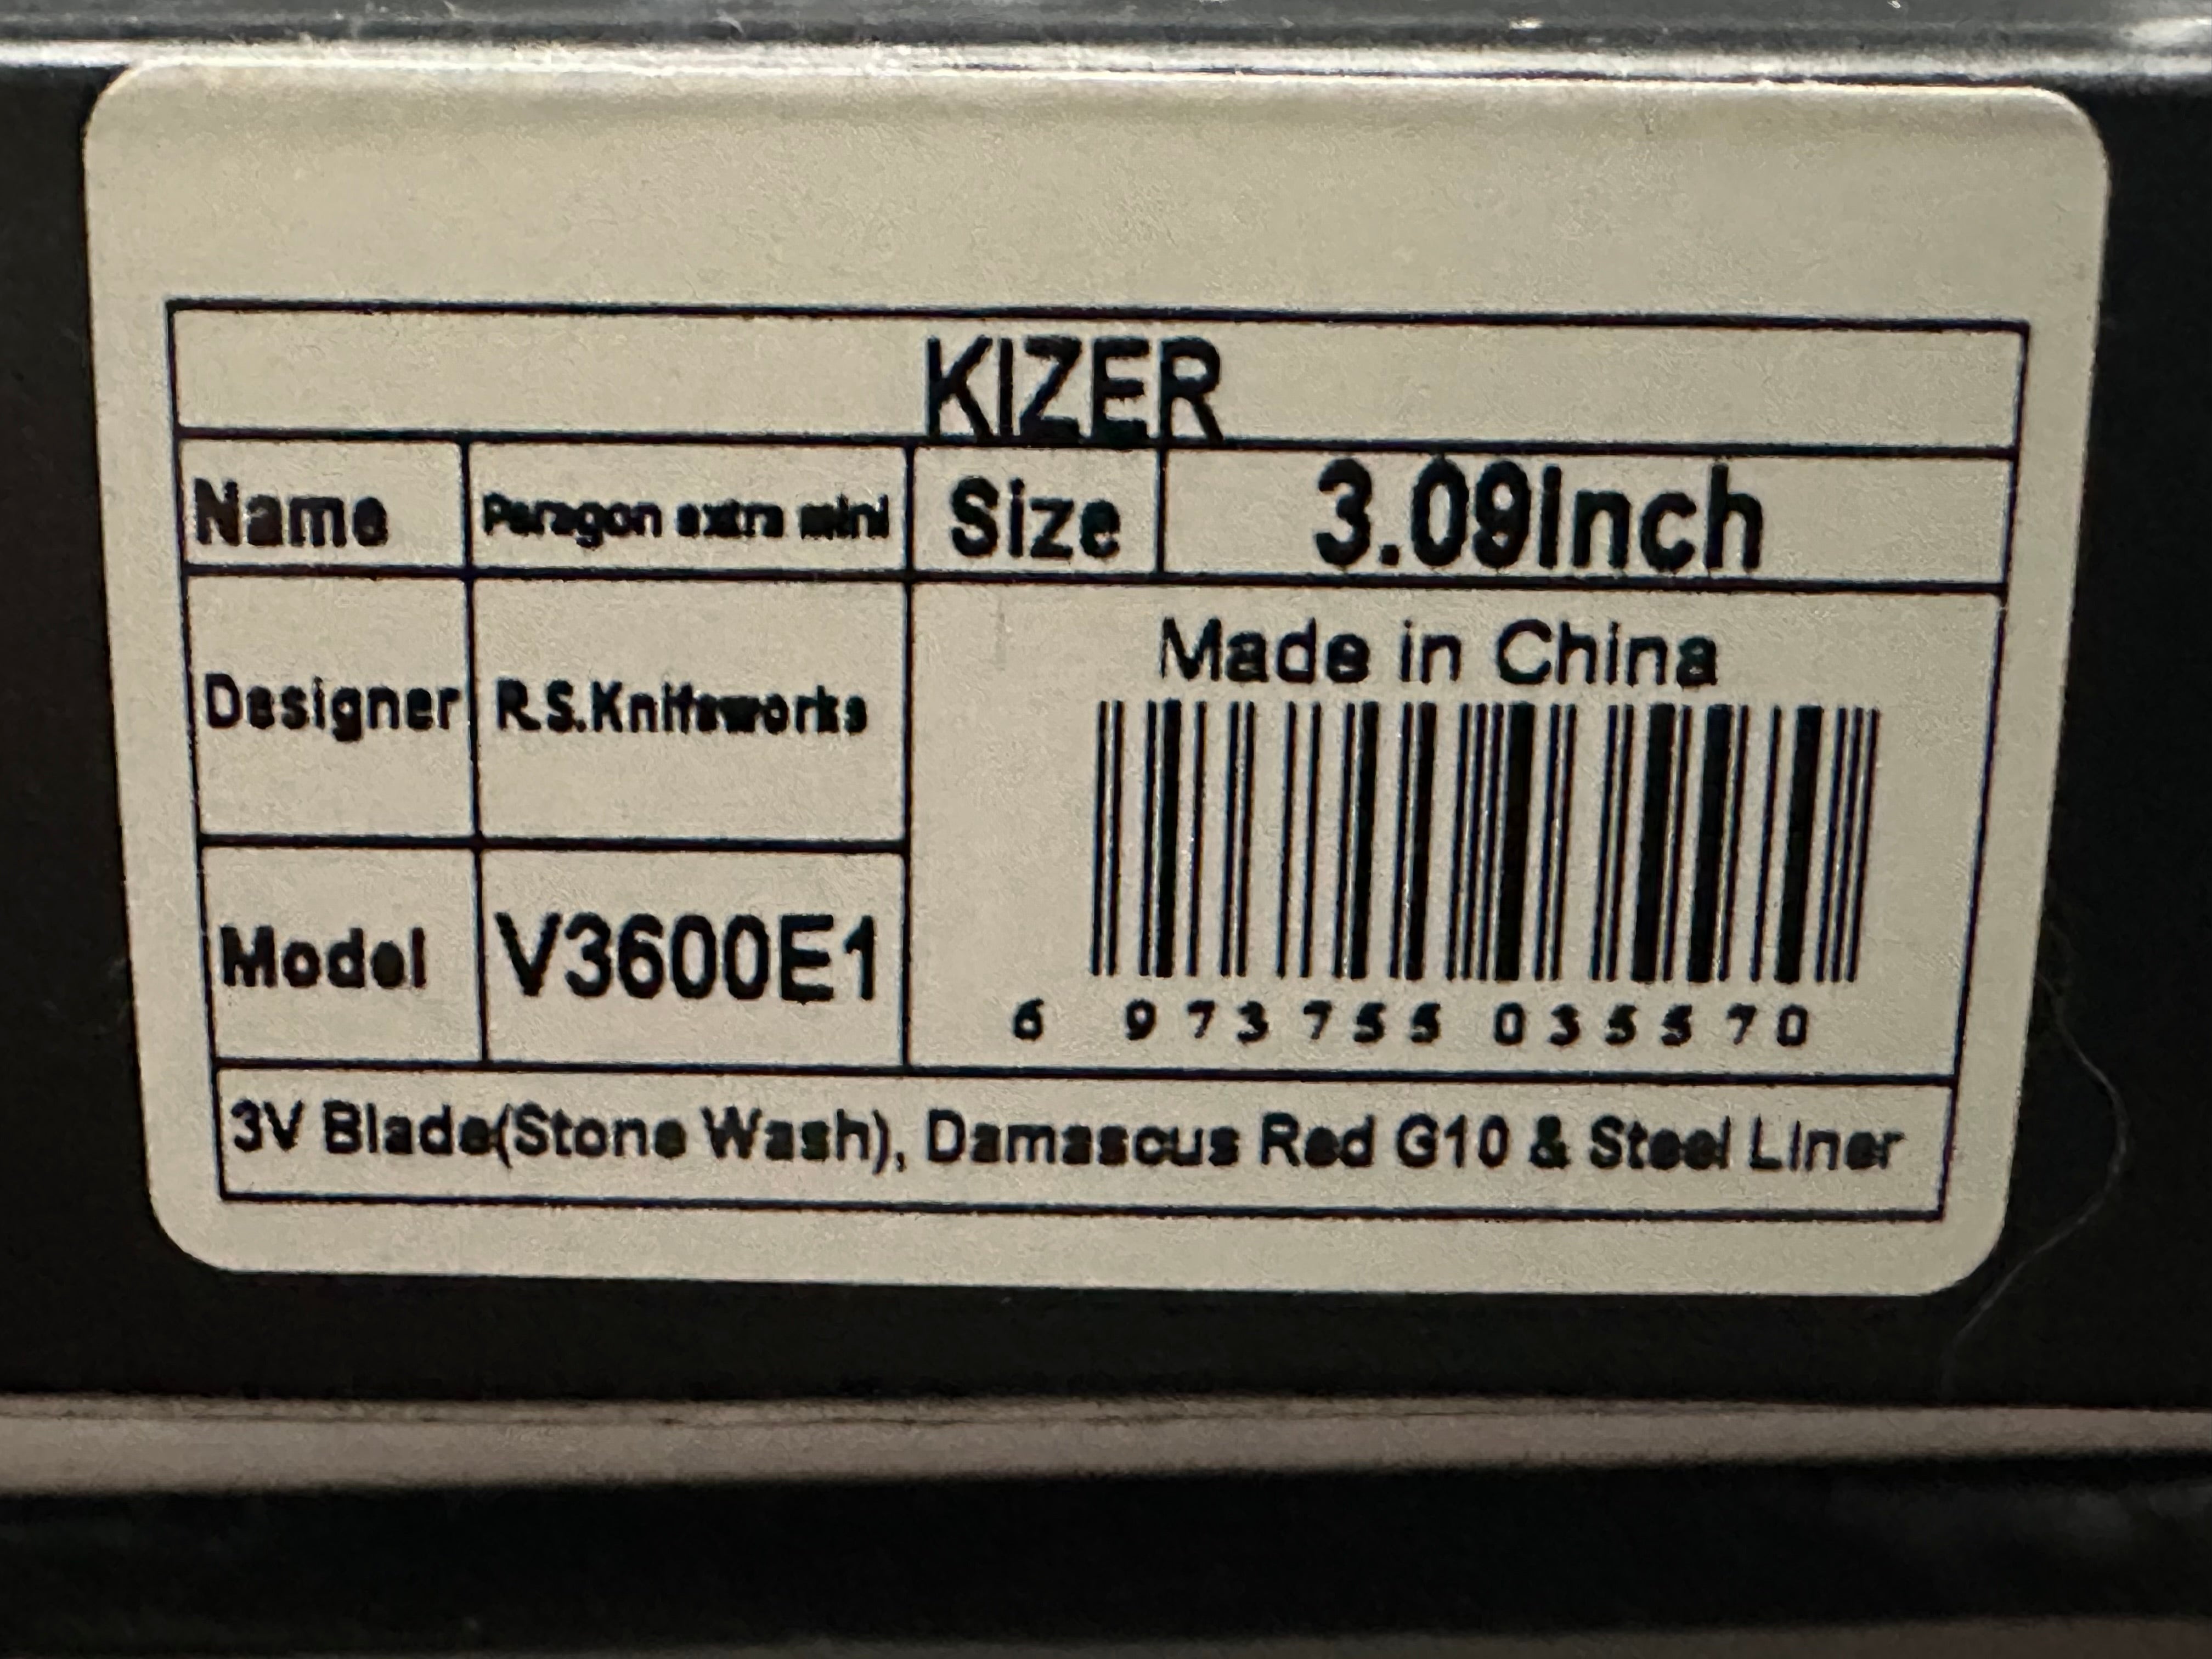 KIZER
Name Paragon extra mini Size 3.09Inch
Designer R.S.Knifeworks
Made in China
Model V3600E1
6 973755 035570
3V Blade(Stone Wash), Damascus Red G10 & Steel Liner